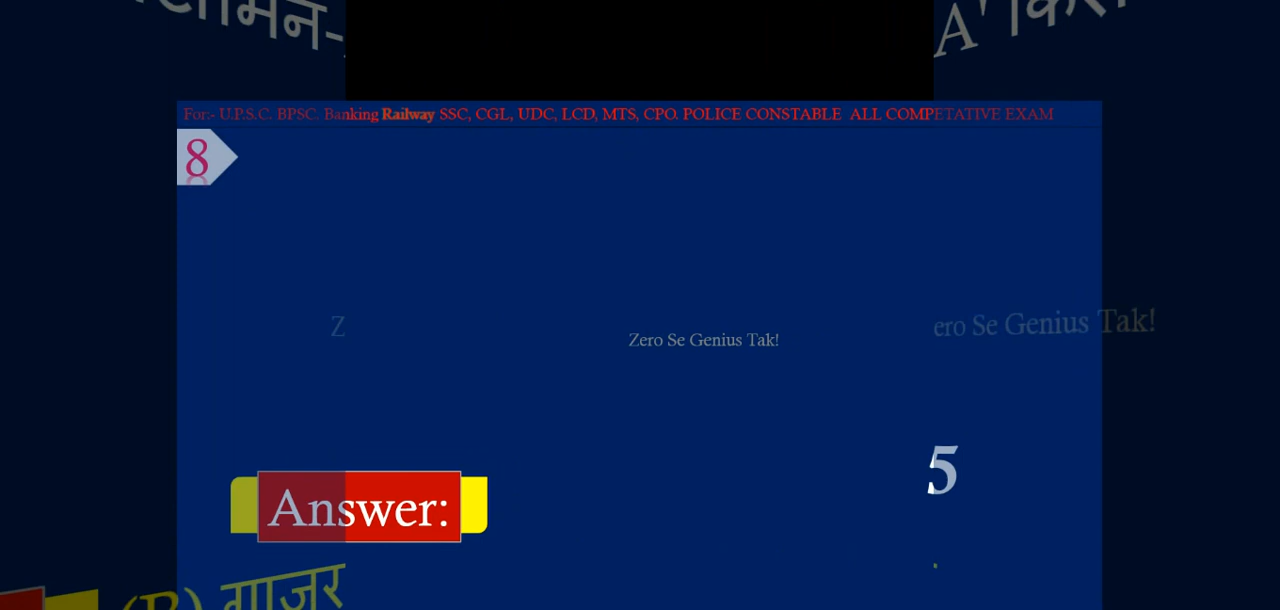 A'
For:- U.P.S.C. BPSC. Banking Railway SSC, CGL, UDC, LCD, MTS, CPO. POLICE CONSTABLE ALL COMPETATIVE EXAM
8
Zero Se Genius Tak!
Z ero Se Genius Tak!
5
Answer:
(B) गाजर